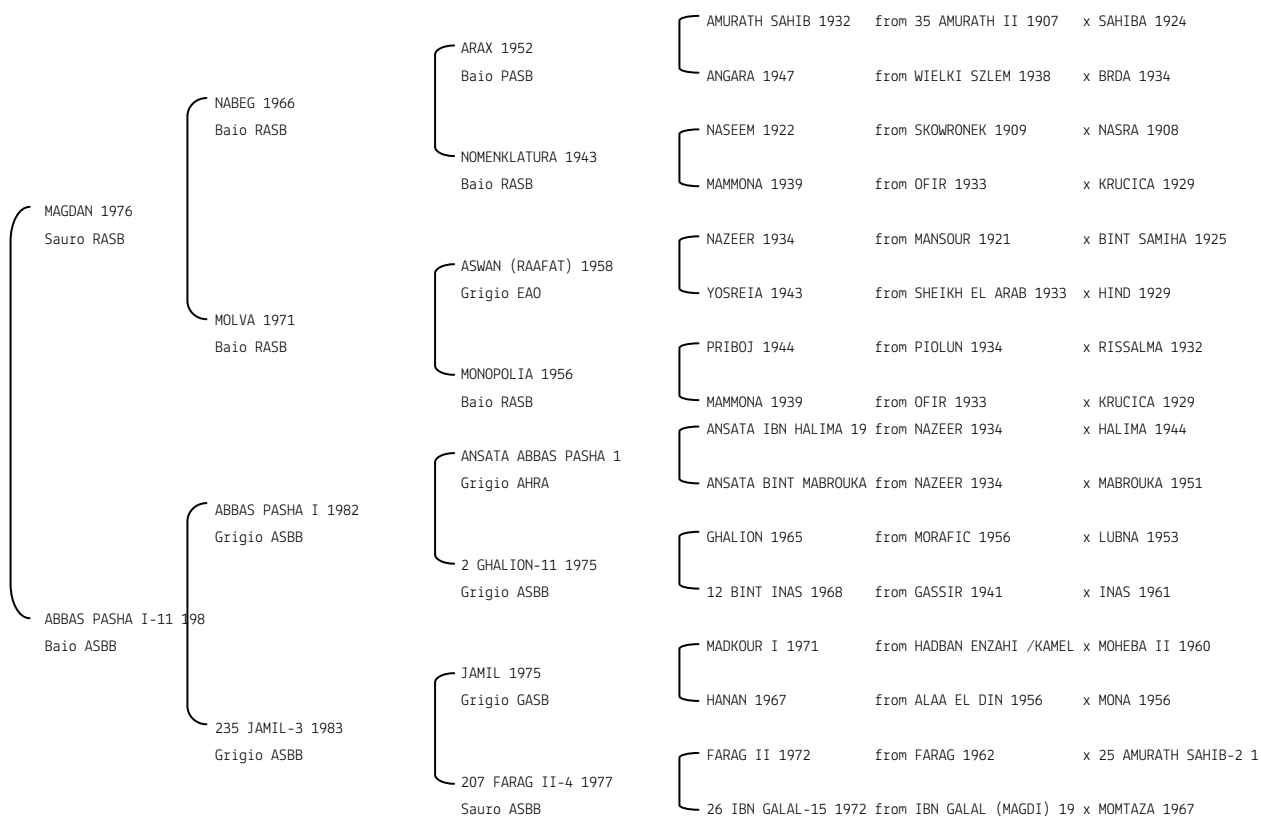 AMURATH SAHIB 1932 from 35 AMURATH II 1907 x SAHIBA 1924
ARAX 1952
Baio PASB
ANGARA 1947 from WIELKI SZLEM 1938 x BRDA 1934
NABEG 1966
Baio RASB
NASEEM 1922 from SKOWRONEK 1909 x NASRA 1908
NOMENKLATURA 1943
Baio RASB
MAMMONA 1939 from OFIR 1933 x KRUCICA 1929
MAGDAN 1976
Sauro RASB
NAZEER 1934 from MANSOUR 1921 x BINT SAMIHA 1925
ASWAN (RAAFAT) 1958
Grigio EAO
YOSREIA 1943 from SHEIKH EL ARAB 1933 x HIND 1929
MOLVA 1971
Baio RASB
PRIBOJ 1944 from PIOLUN 1934 x RISSALMA 1932
MONOPOLIA 1956
Baio RASB
MAMMONA 1939 from OFIR 1933 x KRUCICA 1929
ANSATA IBN HALIMA 19 from NAZEER 1934 x HALIMA 1944
ANSATA ABBAS PASHA 1
Grigio AHRA
ANSATA BINT MABROUKA from NAZEER 1934 x MABROUKA 1951
ABBAS PASHA I 1982
Grigio ASBB
GHALION 1965 from MORAFIC 1956 x LUBNA 1953
2 GHALION-11 1975
Grigio ASBB
12 BINT INAS 1968 from GASSIR 1941 x INAS 1961
ABBAS PASHA I-11 198
Baio ASBB
MADKOUR I 1971 from HADBAN ENZAHI /KAMEL x MOHEBA II 1960
JAMIL 1975
Grigio GASB
HANAN 1967 from ALAA EL DIN 1956 x MONA 1956
235 JAMIL-3 1983
Grigio ASBB
FARAG II 1972 from FARAG 1962 x 25 AMURATH SAHIB-2 1
207 FARAG II-4 1977
Sauro ASBB
26 IBN GALAL-15 1972 from IBN GALAL (MAGDI) 19 x MOMTAZA 1967